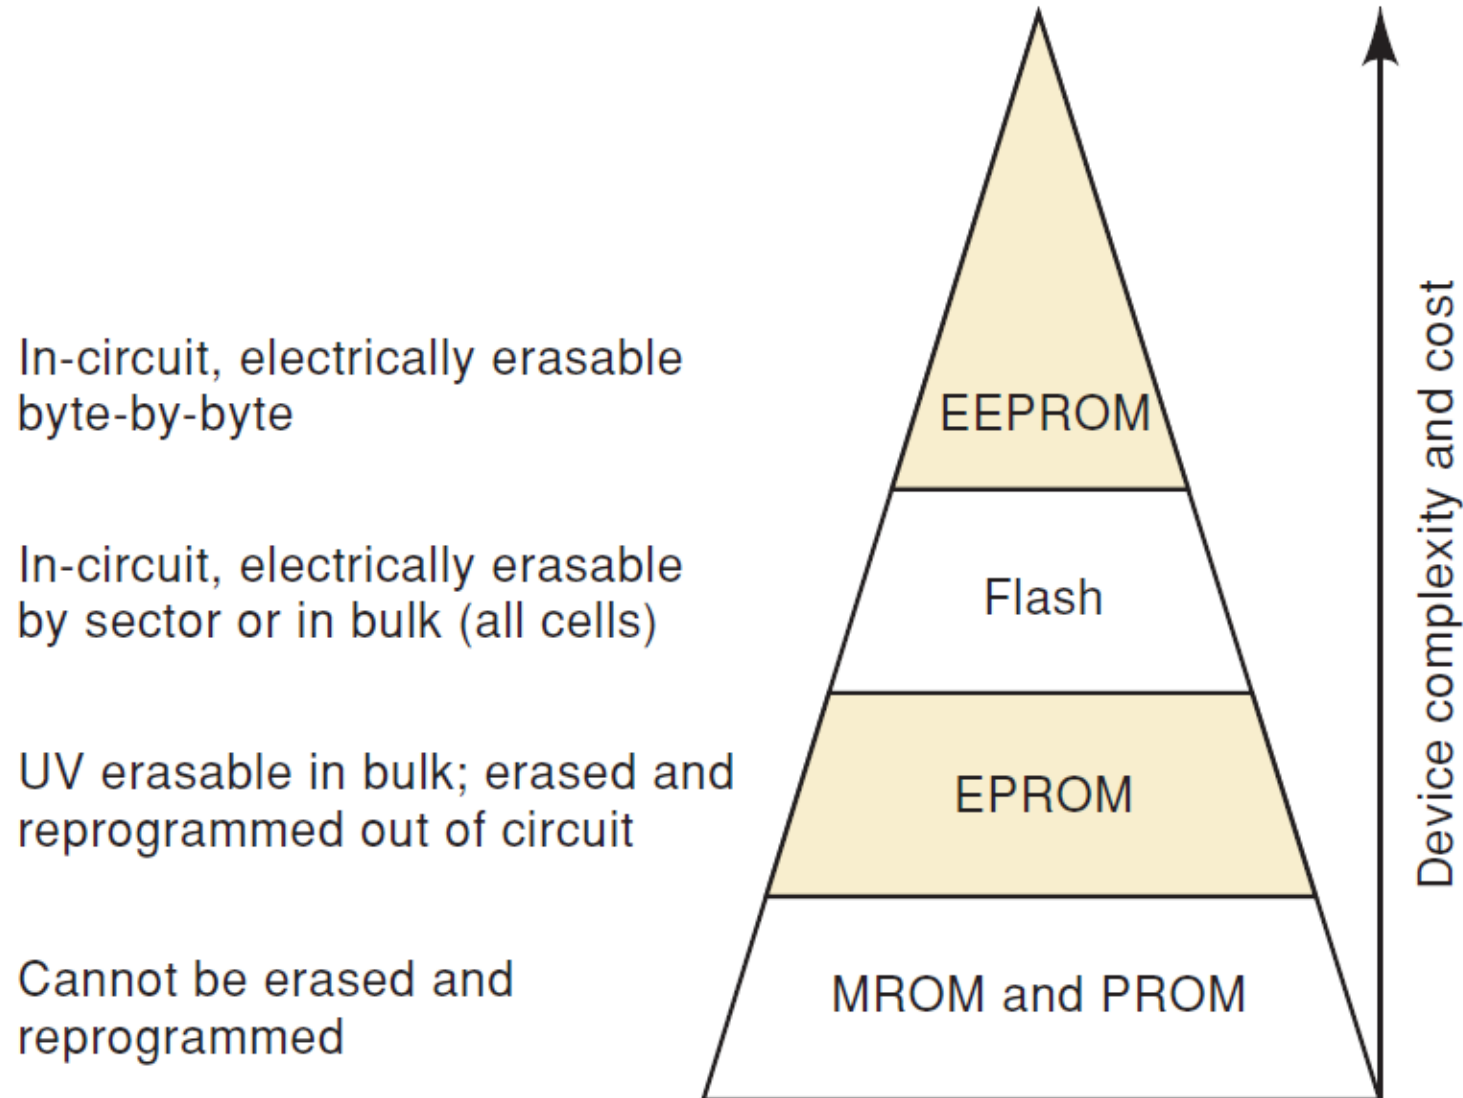 In-circuit, electrically erasable
byte-by-byte
EEPROM
In-circuit, electrically erasable
by sector or in bulk (all cells)
Flash
UV erasable in bulk; erased and
reprogrammed out of circuit
EPROM
Cannot be erased and
reprogrammed
MROM and PROM
Device complexity and cost